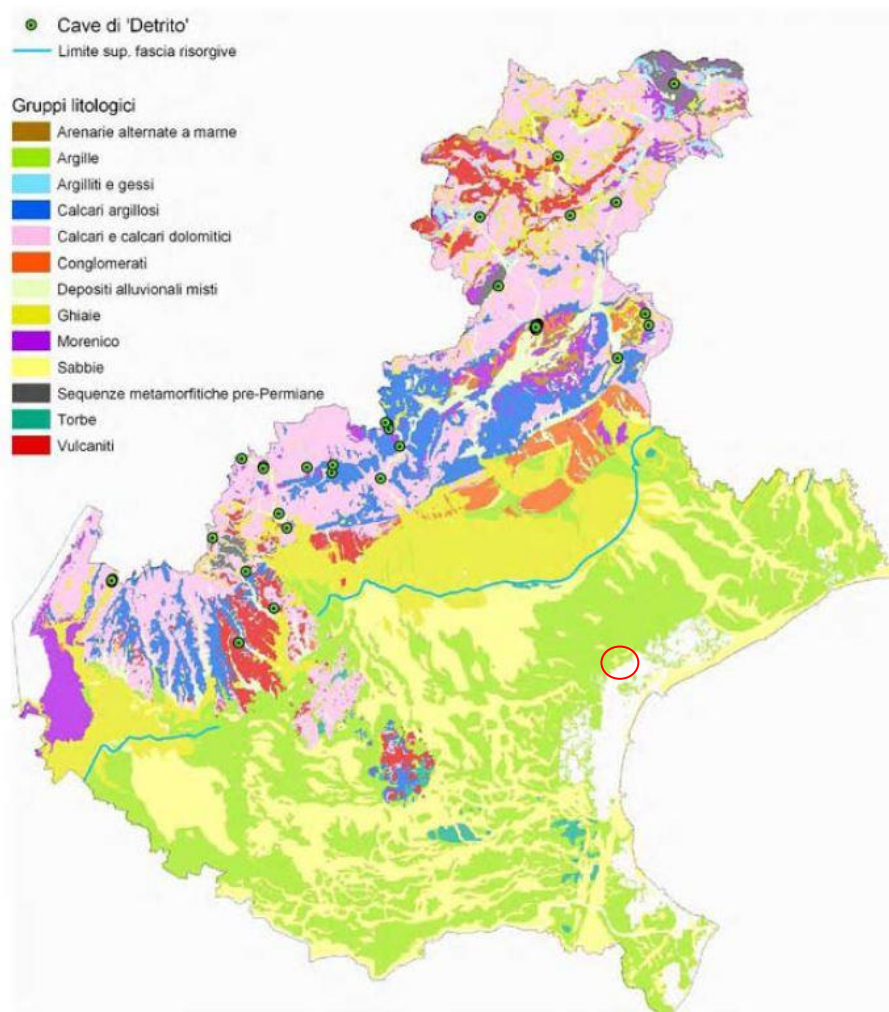 Cave di 'Detrito'
Limite sup. fascia risorgive
Gruppi litologici
Arenarie alternate a marne
Argille
Argilliti e gessi
Calcari argillosi
Calcari e calcari dolomitici
Conglomerati
Depositi alluvionali misti
Ghiaie
Morenico
Sabbie
Sequenze metamorfitiche pre-Permiane
Torbe
Vulcaniti